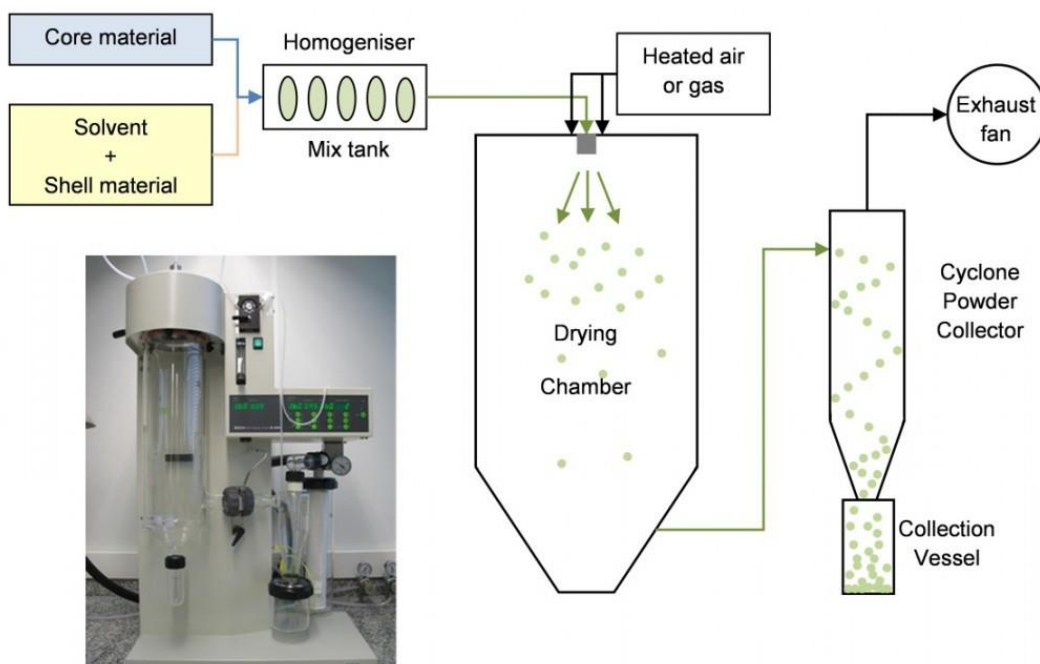 Core material
Homogeniser
Heated air
or gas
Solvent
+
Shell material
Mix tank
Exhaust
fan
Cyclone
Powder
Collector
Drying
Chamber
Collection
Vessel